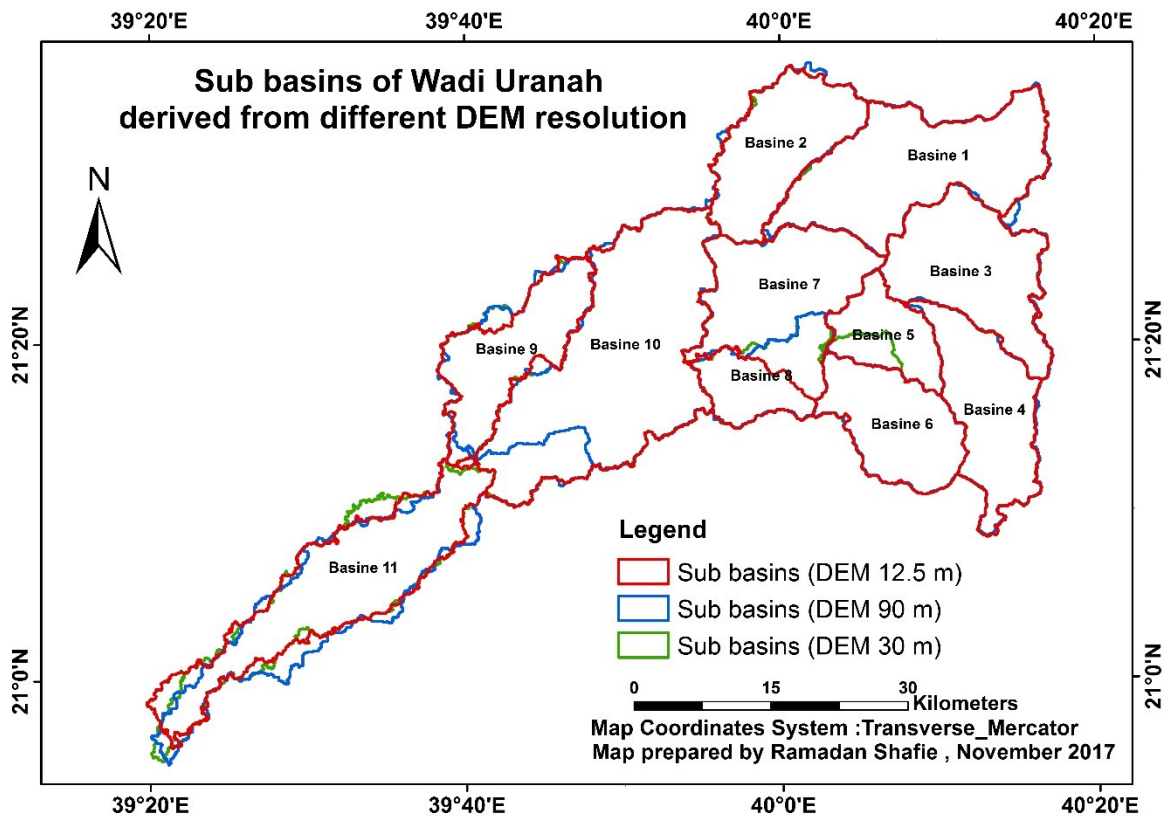 39°20'E 39°40'E 40°0'E 40°20'E
Sub basins of Wadi Uranah
derived from different DEM resolution
N
Basine 2
Basine 1
Basine 3
Basine 7
21°20'N
21°20'N
Basine 5
Basine 9
Basine 10
Basine 8
Basine 4
Basine 6
Basine 11
Legend
Sub basins (DEM 12.5 m)
Sub basins (DEM 90 m)
Sub basins (DEM 30 m)
21°0'N
21°0'N
0 15 30
Kilometers
Map Coordinates System :Transverse_Mercator
Map prepared by Ramadan Shafie , November 2017
39°20'E 39°40'E 40°0'E 40°20'E